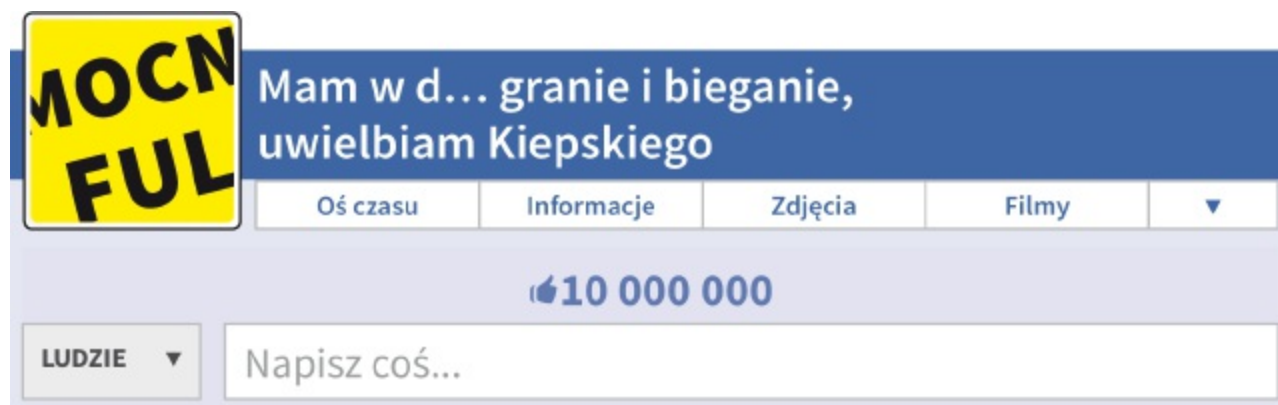 MOCN
FUL
Mam w d... granie i bieganie,
uwielbiam Kiepskiego
Oś czasu
Informacje
Zdjęcia
Filmy
10 000 000
LUDZIE
Napisz coś...